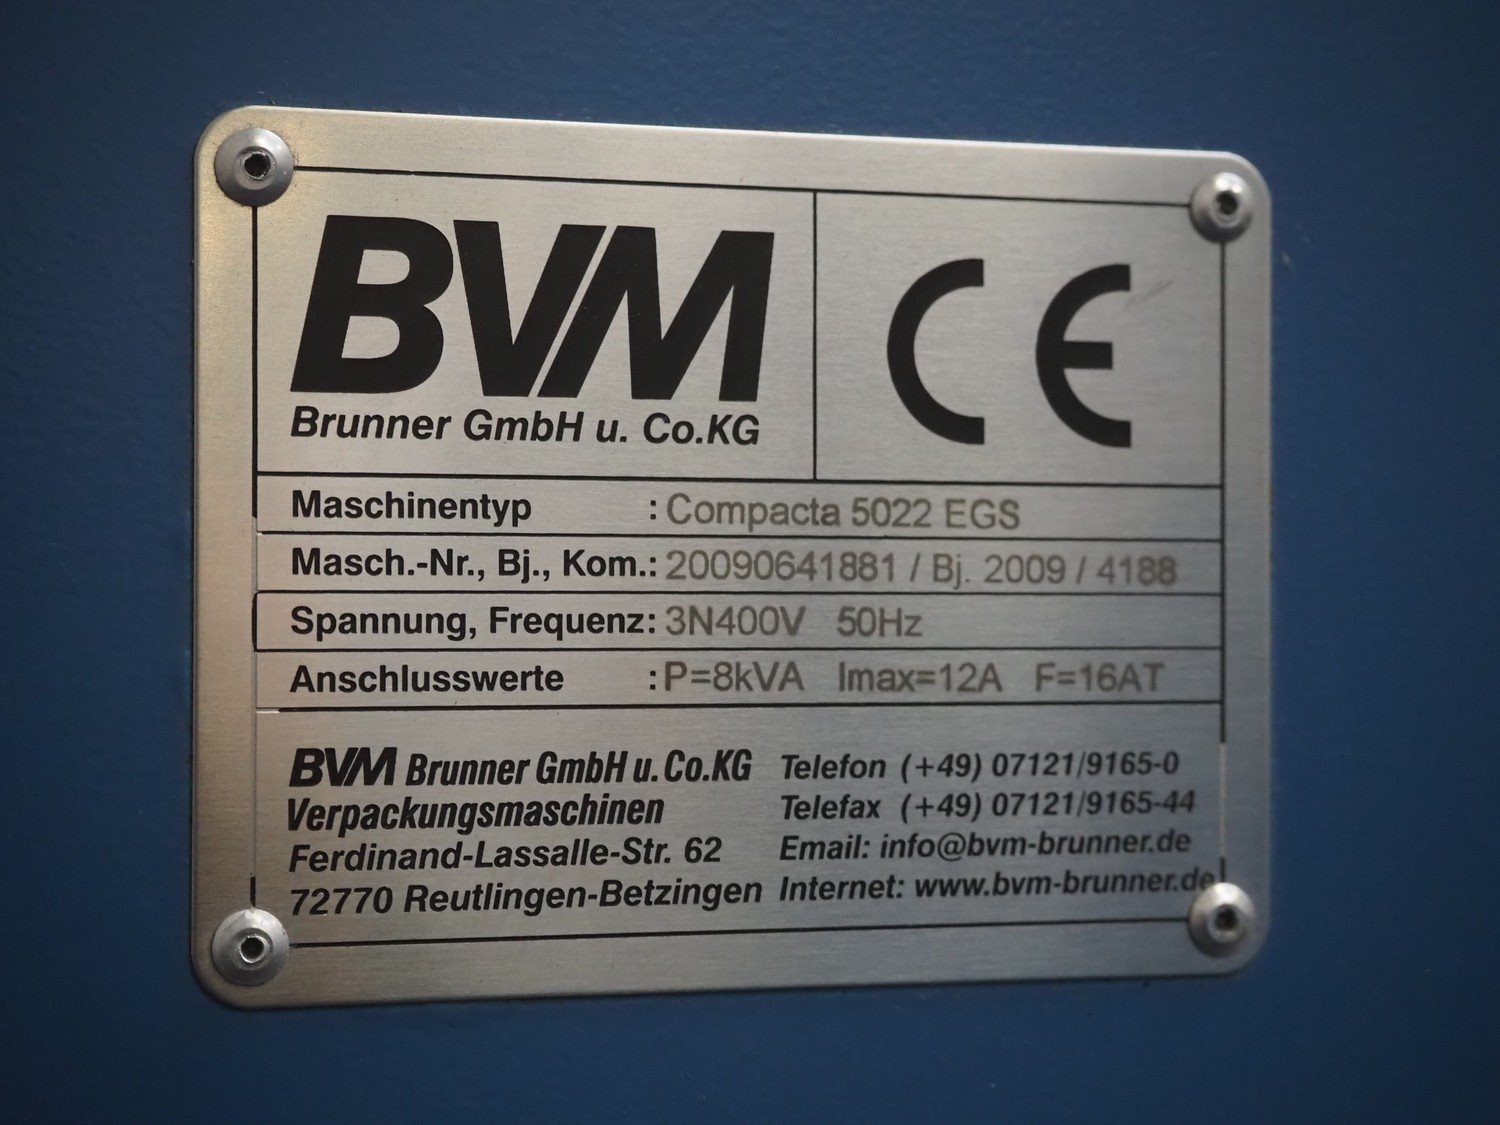 BVM
Brunner GmbH u. Co.KG
CE
Maschinentyp : Compacta 5022 EGS
Masch.-Nr., Bj., Kom.: 20090641881 / Bj. 2009 / 4188
Spannung, Frequenz: 3N400V 50Hz
Anschlusswerte : P=8kVA Imax=12A F=16AT
BVM Brunner GmbH u. Co.KG
Verpackungsmaschinen
Ferdinand-Lassalle-Str. 62
72770 Reutlingen-Betzingen
Telefon (+49) 07121/9165-0
Telefax (+49) 07121/9165-44
Email: info@bvm-brunner.de
Internet: www.bvm-brunner.de